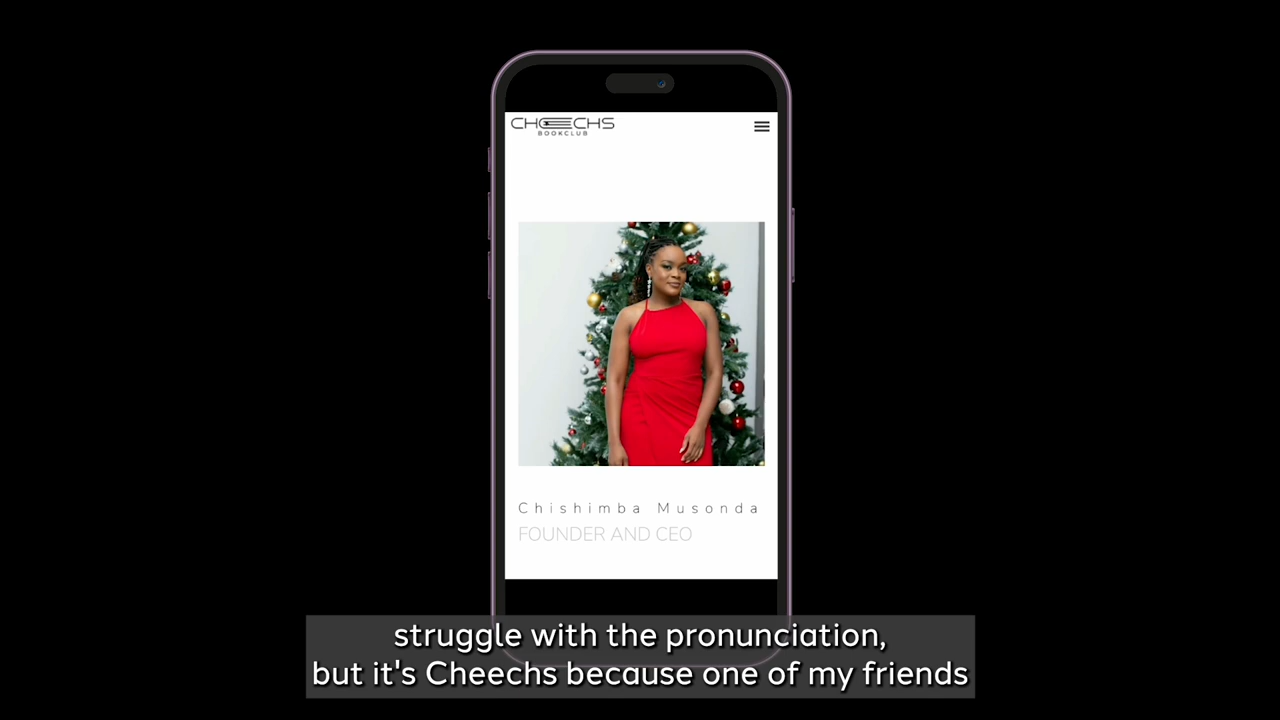 CHEECHS
BOOKCLUB
Chishimba Musonda
FOUNDER AND CEO
struggle with the pronunciation,
but it's Cheechs because one of my friends